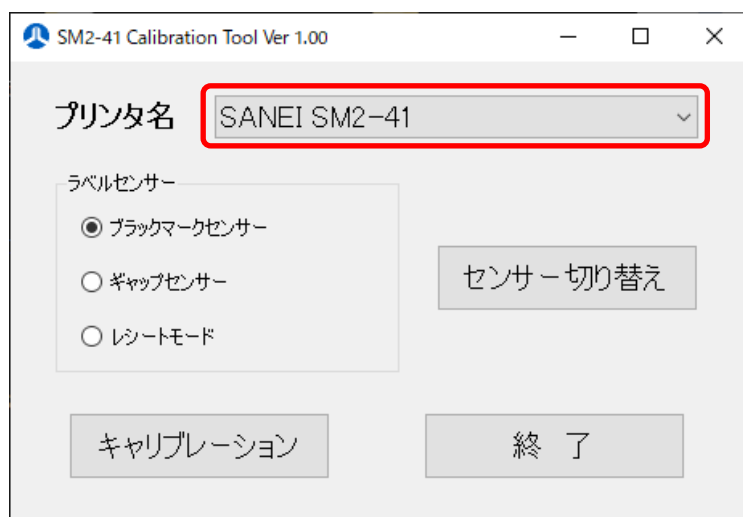 SM2-41 Calibration Tool Ver 1.00
プリンタ名 SANEI SM2-41
ラベルセンサー
ブラックマークセンサー
ギャップセンサー
センサー切り替え
レシートモード
キャリブレーション
終 了